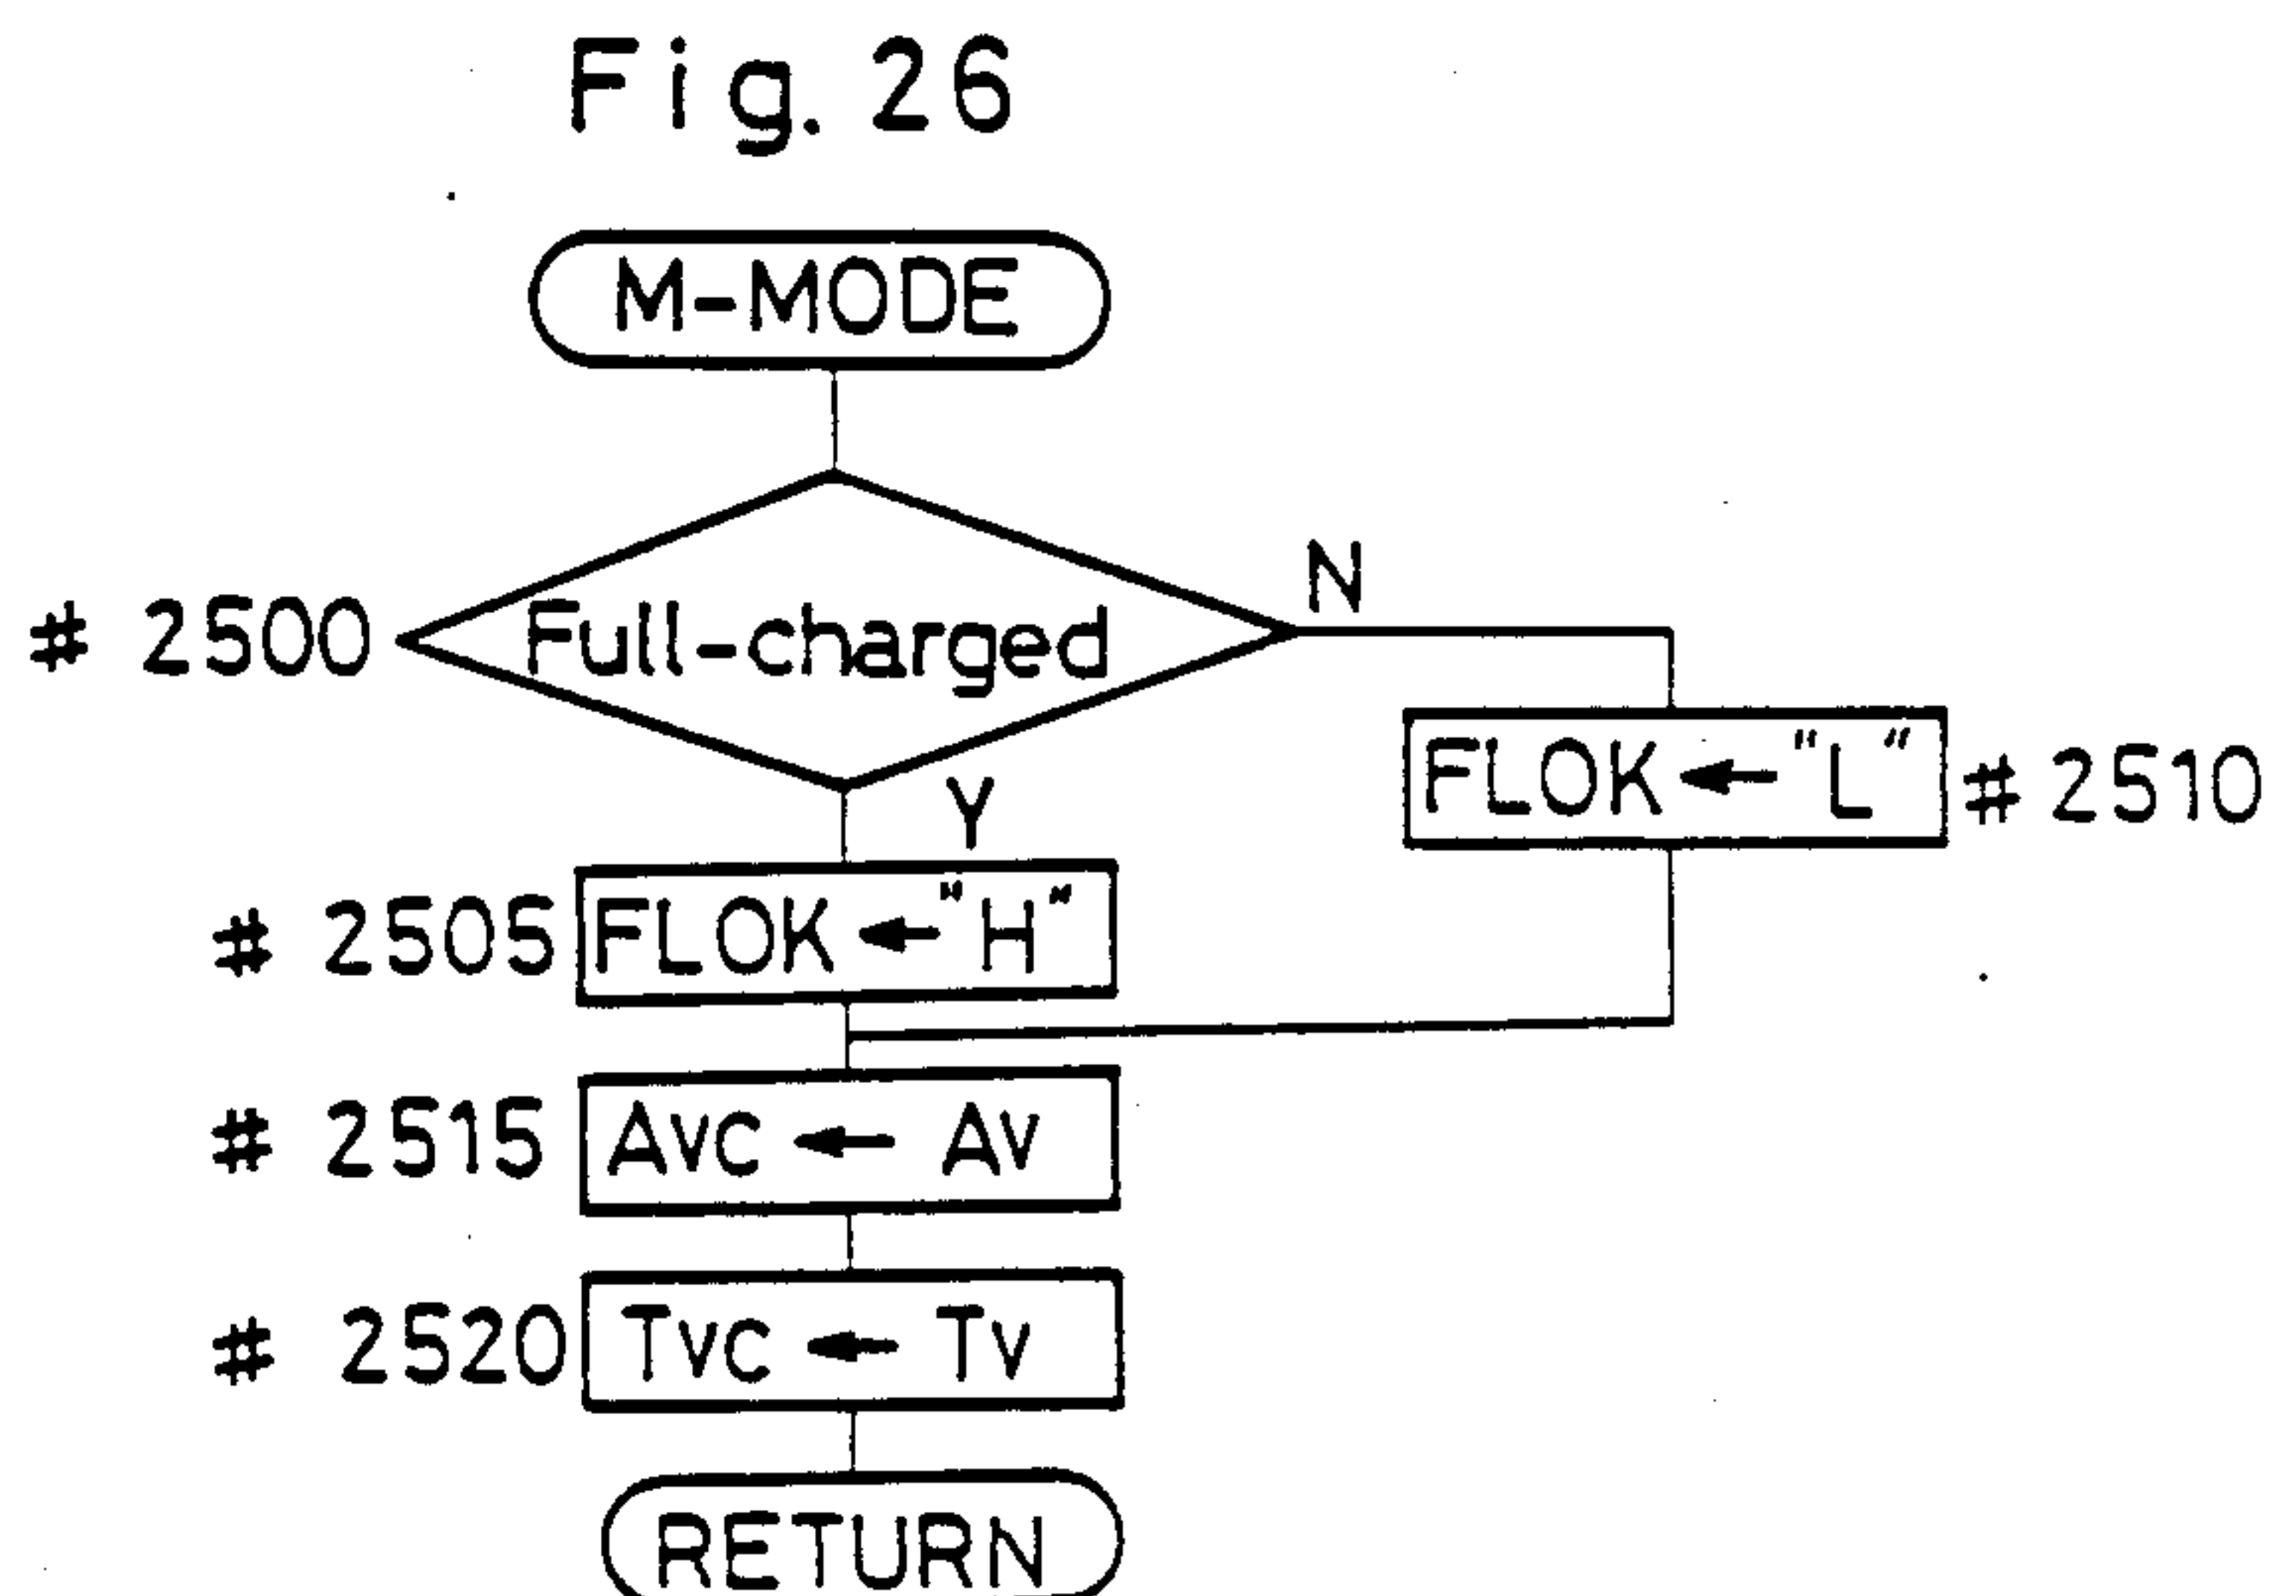 Fig. 26
M-MODE
N
# 2500 Full-charged
FLOK ← "L" # 2510
Y
# 2505 FLOK ← "H"
# 2515 AVC ← AV
# 2520 TVC ← TV
RETURN